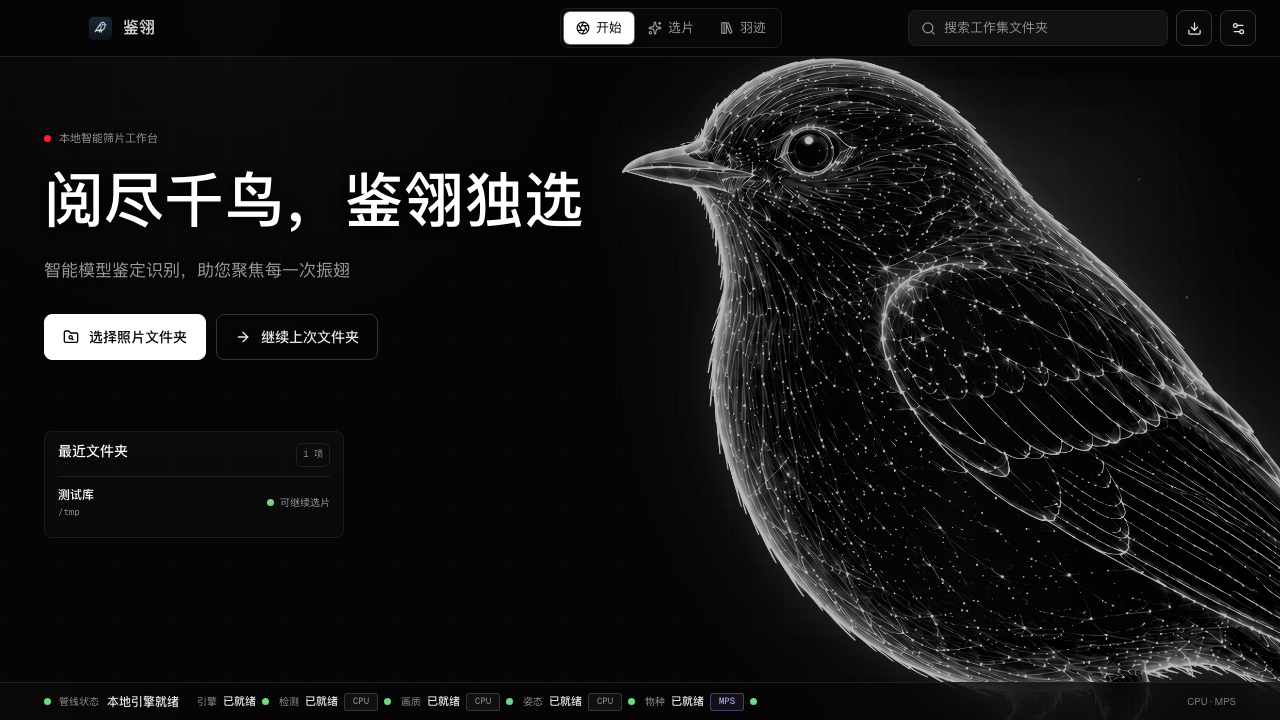 鉴翎
开始
选片
羽迹
搜索工作集文件夹
本地智能筛片工作台
阅尽千鸟，鉴翎独选
智能模型鉴定识别，助您聚焦每一次振翅
选择照片文件夹
继续上次文件夹
最近文件夹
1 项
测试库
/tmp
可继续选片
管线状态 本地引擎就绪 引擎 已就绪 检测 已就绪 CPU 画质 已就绪 CPU 姿态 已就绪 CPU 物种 已就绪 MPS
CPU·MPS